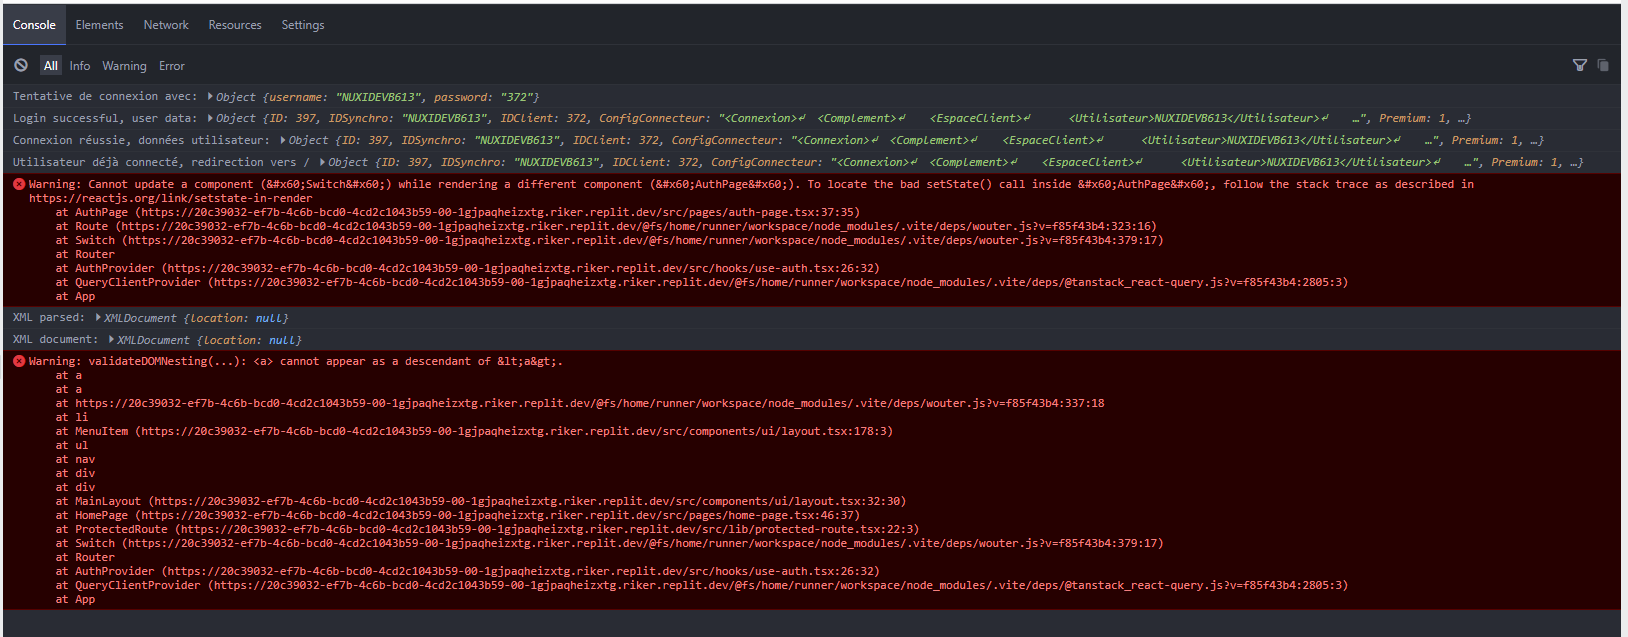 Console Elements Network Resources Settings
All Info Warning Error
Tentative de connexion avec: Object {username: "NUXIDEVB613", password: "372"}
Login successful, user data: Object {ID: 397, IDSynchro: "NUXIDEVB613", IDClient: 372, ConfigConnecteur: "<Connexion>↵ <Complement>↵ <EspaceClient>↵ <Utilisateur>NUXIDEVB613</Utilisateur>↵ …", Premium: 1, …}
Connexion réussie, données utilisateur: Object {ID: 397, IDSynchro: "NUXIDEVB613", IDClient: 372, ConfigConnecteur: "<Connexion>↵ <Complement>↵ <EspaceClient>↵ <Utilisateur>NUXIDEVB613</Utilisateur>↵ …", Premium: 1, …}
Utilisateur déjà connecté, redirection vers / Object {ID: 397, IDSynchro: "NUXIDEVB613", IDClient: 372, ConfigConnecteur: "<Connexion>↵ <Complement>↵ <EspaceClient>↵ <Utilisateur>NUXIDEVB613</Utilisateur>↵ …", Premium: 1, …}
Warning: Cannot update a component (&#x60;Switch&#x60;) while rendering a different component (&#x60;AuthPage&#x60;). To locate the bad setState() call inside &#x60;AuthPage&#x60;, follow the stack trace as described in
https://reactjs.org/link/setstate-in-render
at AuthPage (https://20c39032-ef7b-4c6b-bcd0-4cd2c1043b59-00-1gjpaqheizxtg.riker.replit.dev/src/pages/auth-page.tsx:37:35)
at Route (https://20c39032-ef7b-4c6b-bcd0-4cd2c1043b59-00-1gjpaqheizxtg.riker.replit.dev/@fs/home/runner/workspace/node_modules/.vite/deps/wouter.js?v=f85f43b4:323:16)
at Switch (https://20c39032-ef7b-4c6b-bcd0-4cd2c1043b59-00-1gjpaqheizxtg.riker.replit.dev/@fs/home/runner/workspace/node_modules/.vite/deps/wouter.js?v=f85f43b4:379:17)
at Router
at AuthProvider (https://20c39032-ef7b-4c6b-bcd0-4cd2c1043b59-00-1gjpaqheizxtg.riker.replit.dev/src/hooks/use-auth.tsx:26:32)
at QueryClientProvider (https://20c39032-ef7b-4c6b-bcd0-4cd2c1043b59-00-1gjpaqheizxtg.riker.replit.dev/@fs/home/runner/workspace/node_modules/.vite/deps/@tanstack_react-query.js?v=f85f43b4:2805:3)
at App
XML parsed: XMLDocument {location: null}
XML document: XMLDocument {location: null}
Warning: validateDOMNesting(...): <a> cannot appear as a descendant of &lt;a&gt;.
at a
at a
at https://20c39032-ef7b-4c6b-bcd0-4cd2c1043b59-00-1gjpaqheizxtg.riker.replit.dev/@fs/home/runner/workspace/node_modules/.vite/deps/wouter.js?v=f85f43b4:337:18
at li
at MenuItem (https://20c39032-ef7b-4c6b-bcd0-4cd2c1043b59-00-1gjpaqheizxtg.riker.replit.dev/src/components/ui/layout.tsx:178:3)
at ul
at nav
at div
at div
at MainLayout (https://20c39032-ef7b-4c6b-bcd0-4cd2c1043b59-00-1gjpaqheizxtg.riker.replit.dev/src/components/ui/layout.tsx:32:30)
at HomePage (https://20c39032-ef7b-4c6b-bcd0-4cd2c1043b59-00-1gjpaqheizxtg.riker.replit.dev/src/pages/home-page.tsx:46:37)
at ProtectedRoute (https://20c39032-ef7b-4c6b-bcd0-4cd2c1043b59-00-1gjpaqheizxtg.riker.replit.dev/src/lib/protected-route.tsx:22:3)
at Switch (https://20c39032-ef7b-4c6b-bcd0-4cd2c1043b59-00-1gjpaqheizxtg.riker.replit.dev/@fs/home/runner/workspace/node_modules/.vite/deps/wouter.js?v=f85f43b4:379:17)
at Router
at AuthProvider (https://20c39032-ef7b-4c6b-bcd0-4cd2c1043b59-00-1gjpaqheizxtg.riker.replit.dev/src/hooks/use-auth.tsx:26:32)
at QueryClientProvider (https://20c39032-ef7b-4c6b-bcd0-4cd2c1043b59-00-1gjpaqheizxtg.riker.replit.dev/@fs/home/runner/workspace/node_modules/.vite/deps/@tanstack_react-query.js?v=f85f43b4:2805:3)
at App